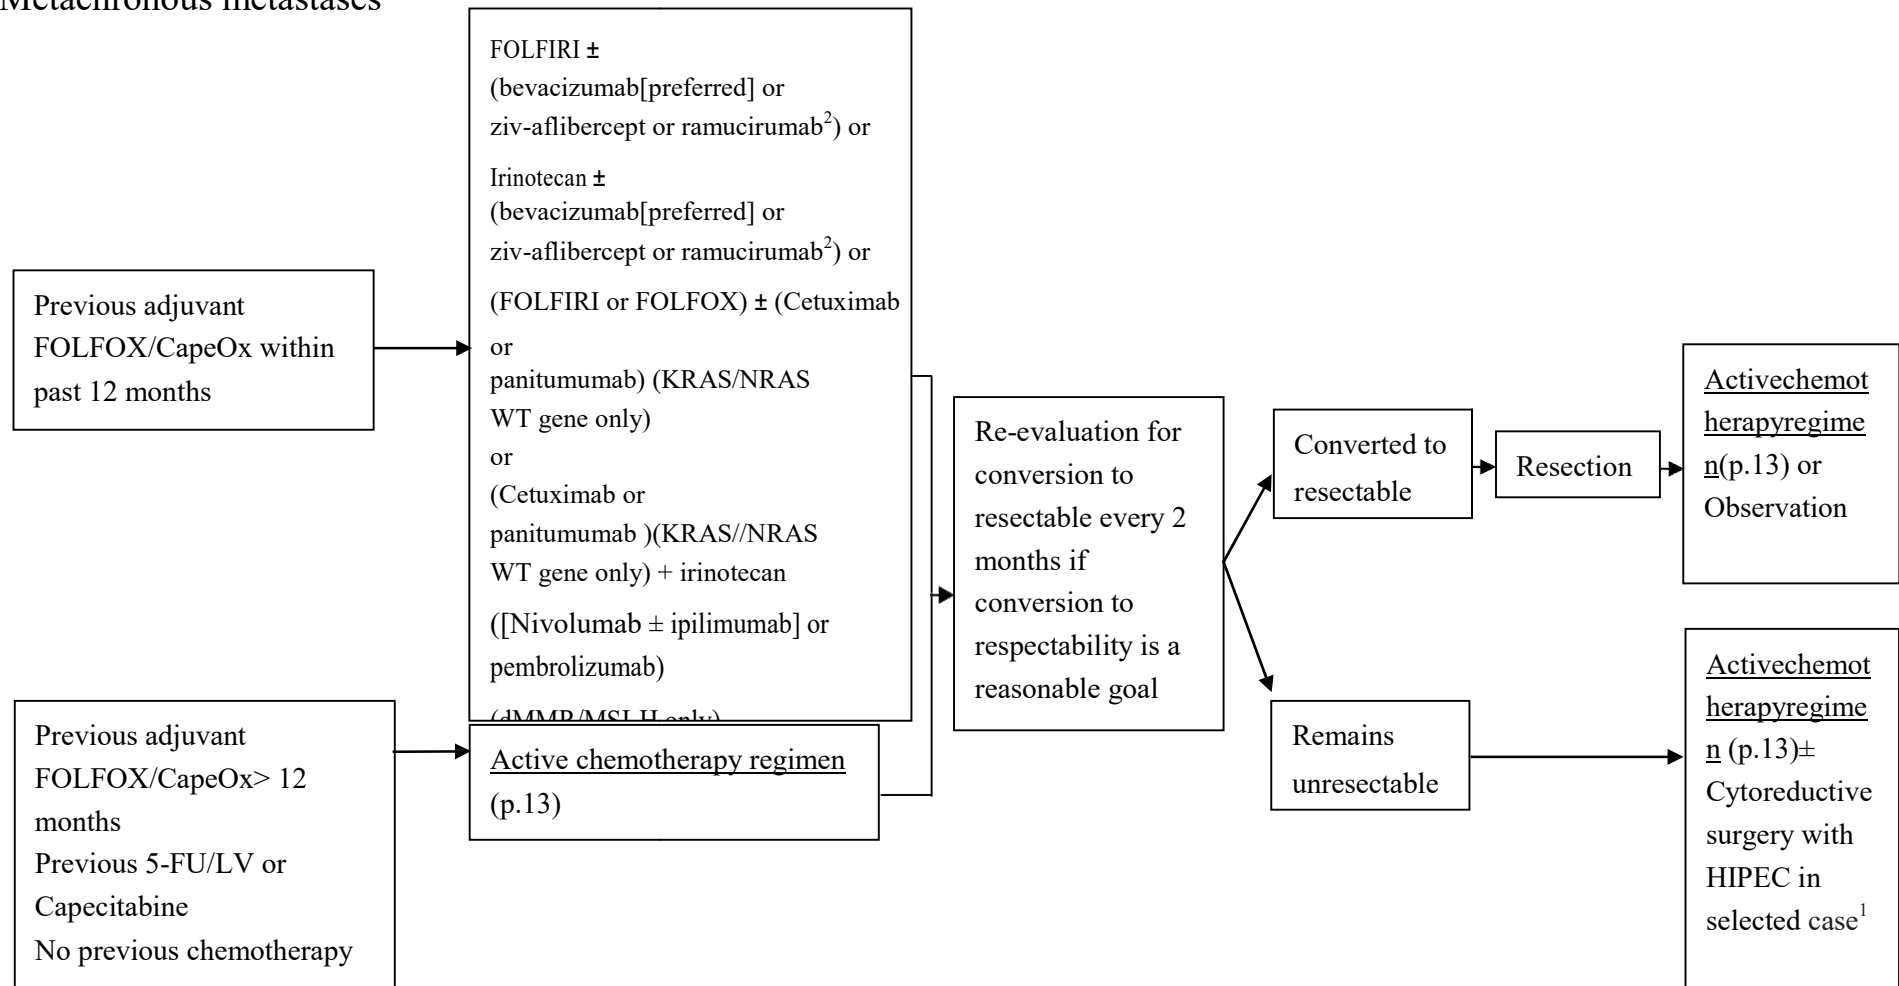 Metachronous metastases
FOLFIRI ±
(bevacizumab[preferred] or
ziv-aflibercept or ramucirumab²) or
Irinotecan ±
(bevacizumab[preferred] or
ziv-aflibercept or ramucirumab²) or
(FOLFIRI or FOLFOX) ± (Cetuximab
or
panitumumab) (KRAS/NRAS
WT gene only)
or
(Cetuximab or
panitumumab )(KRAS//NRAS
WT gene only) + irinotecan
([Nivolumab ± ipilimumab] or
pembrolizumab)
(dMMR/MSI-H only)
Previous adjuvant
FOLFOX/CapeOx within
past 12 months
Previous adjuvant
FOLFOX/CapeOx> 12
months
Previous 5-FU/LV or
Capecitabine
No previous chemotherapy
Active chemotherapy regimen
(p.13)
Re-evaluation for
conversion to
resectable every 2
months if
conversion to
respectability is a
reasonable goal
Converted to
resectable
Resection
Activechemot
herapyregime
n(p.13) or
Observation
Remains
unresectable
Activechemot
herapyregime
n (p.13)±
Cytoreductive
surgery with
HIPEC in
selected case¹